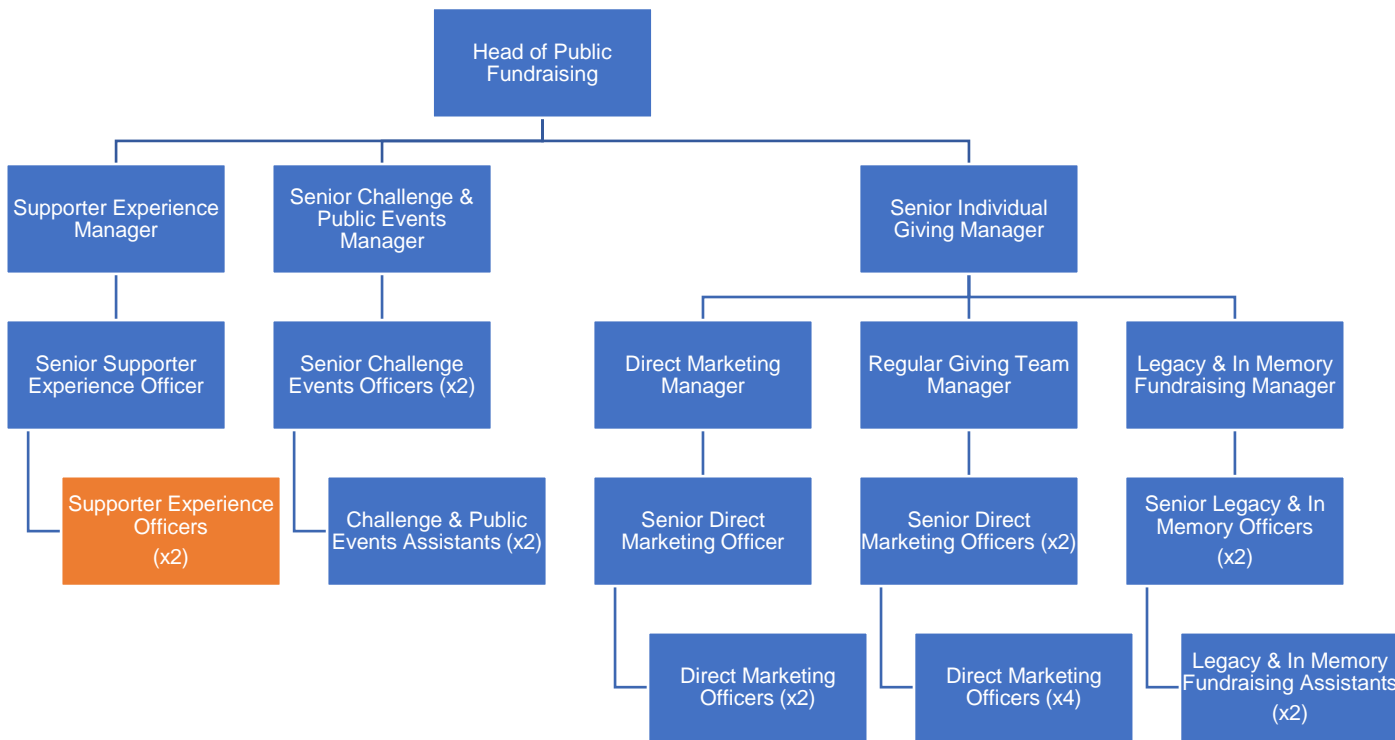 Head of Public
Fundraising
Supporter Experience
Manager
Senior Challenge &
Public Events
Manager
Senior Individual
Giving Manager
Senior Supporter
Experience Officer
Senior Challenge
Events Officers (x2)
Direct Marketing
Manager
Regular Giving Team
Manager
Legacy & In Memory
Fundraising Manager
Supporter Experience
Officers
(x2)
Challenge & Public
Events Assistants (x2)
Senior Direct
Marketing Officer
Senior Direct
Marketing Officers (x2)
Senior Legacy & In
Memory Officers
(x2)
Direct Marketing
Officers (x2)
Direct Marketing
Officers (x4)
Legacy & In Memory
Fundraising Assistants
(x2)